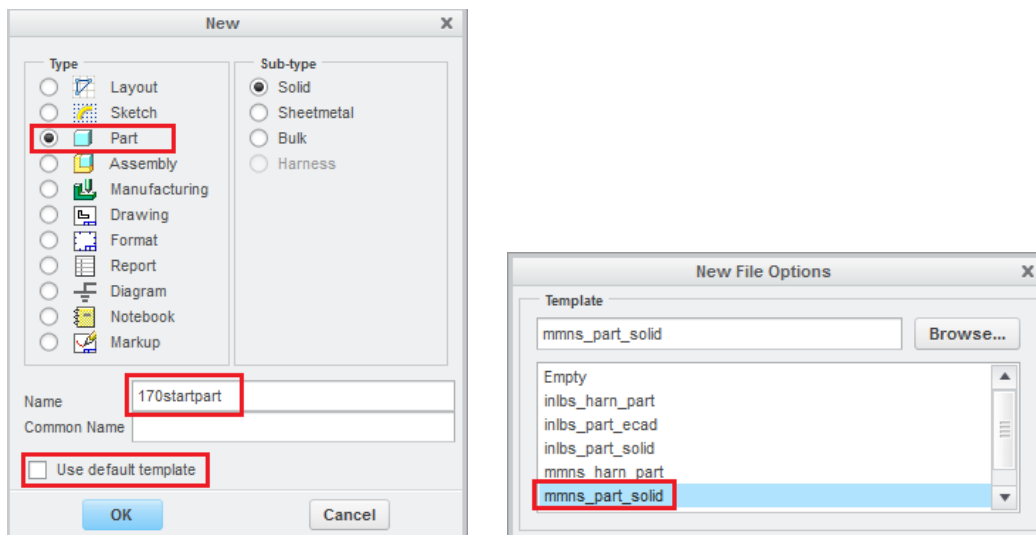 New
X
Type
Layout
Sketch
Part
Assembly
Manufacturing
Drawing
Format
Report
Diagram
Notebook
Markup
Sub-type
Solid
Sheetmetal
Bulk
Harness
Name
170startpart
Common Name
Use default template
OK
Cancel
New File Options
X
Template
mmns_part_solid
Browse...
Empty
inlbs_harn_part
inlbs_part_ecad
inlbs_part_solid
mmns_harn_part
mmns_part_solid